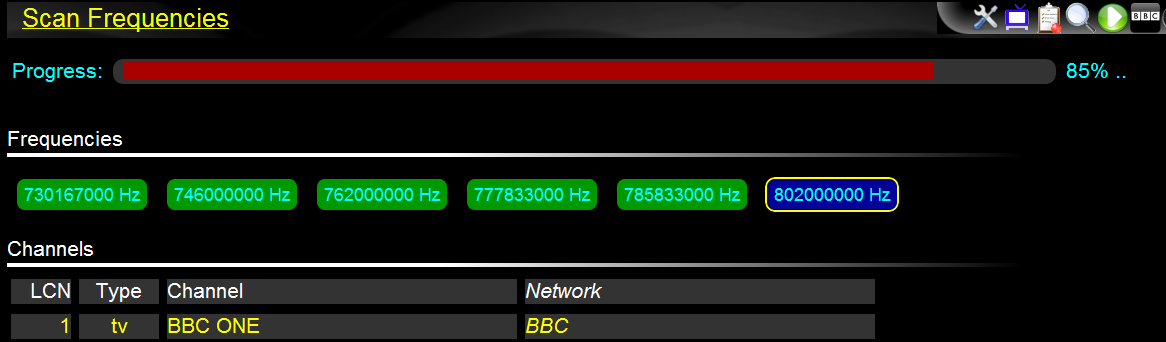 Scan Frequencies
BBC
Progress: 85% ..
Frequencies
730167000 Hz 746000000 Hz 762000000 Hz 777833000 Hz 785833000 Hz 802000000 Hz
Channels
LCN Type Channel Network
1 tv BBC ONE BBC